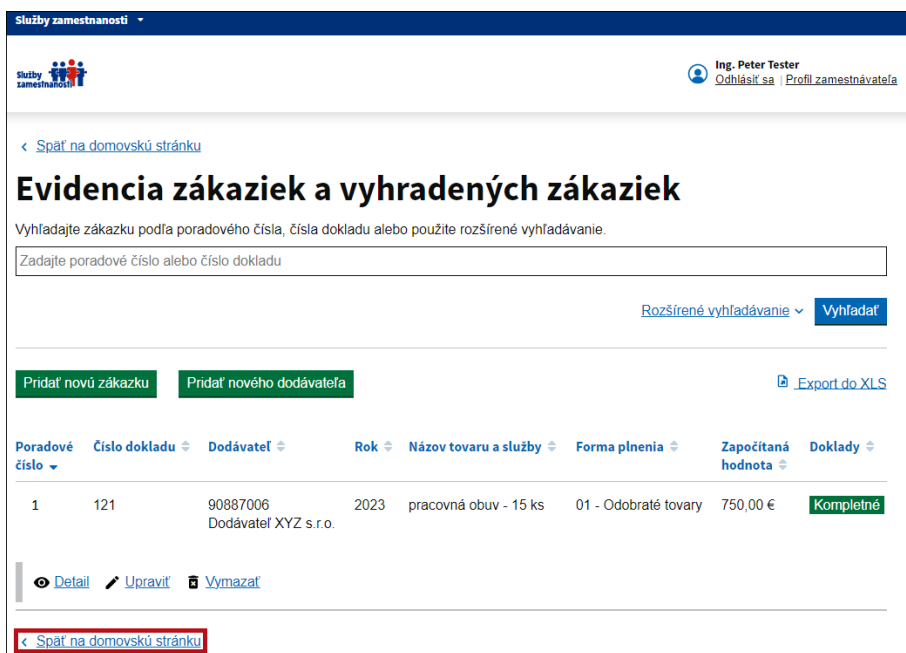 Služby zamestnanosti
Služby
zamestnanosti
Ing. Peter Tester
Odhlásiť sa | Profil zamestnávateľa
Späť na domovskú stránku
Evidencia zákaziek a vyhradených zákaziek
Vyhľadajte zákazku podľa poradového čísla, čísla dokladu alebo použite rozšírené vyhľadávanie.
Zadajte poradové číslo alebo číslo dokladu
Rozšírené vyhľadávanie Vyhľadať
Pridať novú zákazku Pridať nového dodávateľa Export do XLS
Poradové Číslo dokladu Dodávateľ Rok Názov tovaru a služby Forma plnenia Započítaná Doklady
číslo hodnota
1 121 90887006 2023 pracovná obuv - 15 ks 01 - Odobraté tovary 750,00 € Kompletné
Dodávateľ XYZ s.r.o.
Detail Upraviť Vymazať
Späť na domovskú stránku